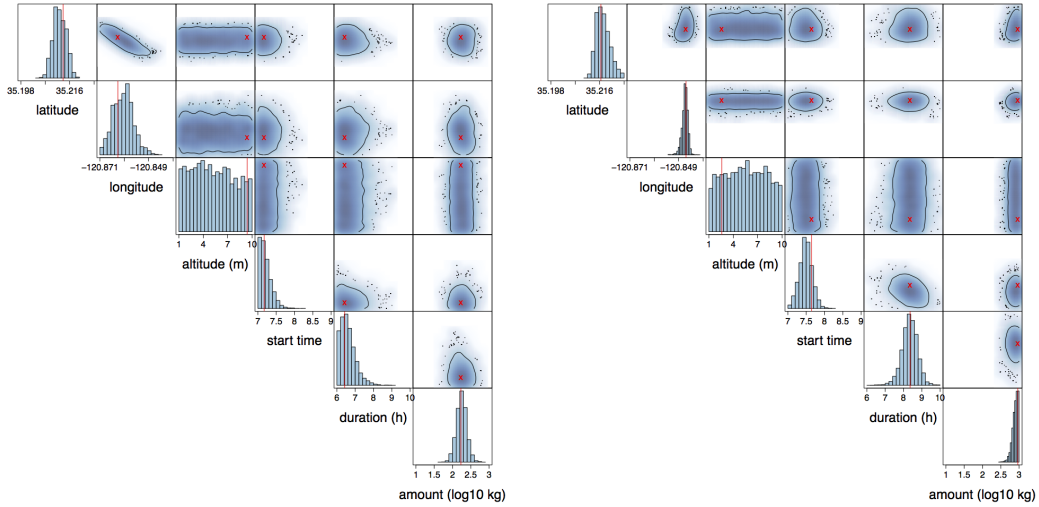 35.198 35.216
latitude
−120.871 −120.849
longitude
1 4 7 10
altitude (m)
7 7.5 8 8.5 9
start time
6 7 8 9 10
duration (h)
1 1.5 2 2.5 3
amount (log10 kg)
35.198 35.216
latitude
−120.871 −120.849
longitude
1 4 7 10
altitude (m)
7 7.5 8 8.5 9
start time
6 7 8 9 10
duration (h)
1 1.5 2 2.5 3
amount (log10 kg)